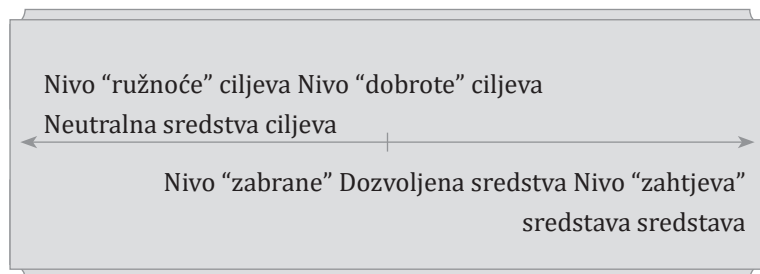 Nivo “ružnoće” ciljeva Nivo “dobrote” ciljeva
Neutralna sredstva ciljeva
Nivo “zabrane” Dozvoljena sredstva Nivo “zahtjeva”
sredstava sredstava